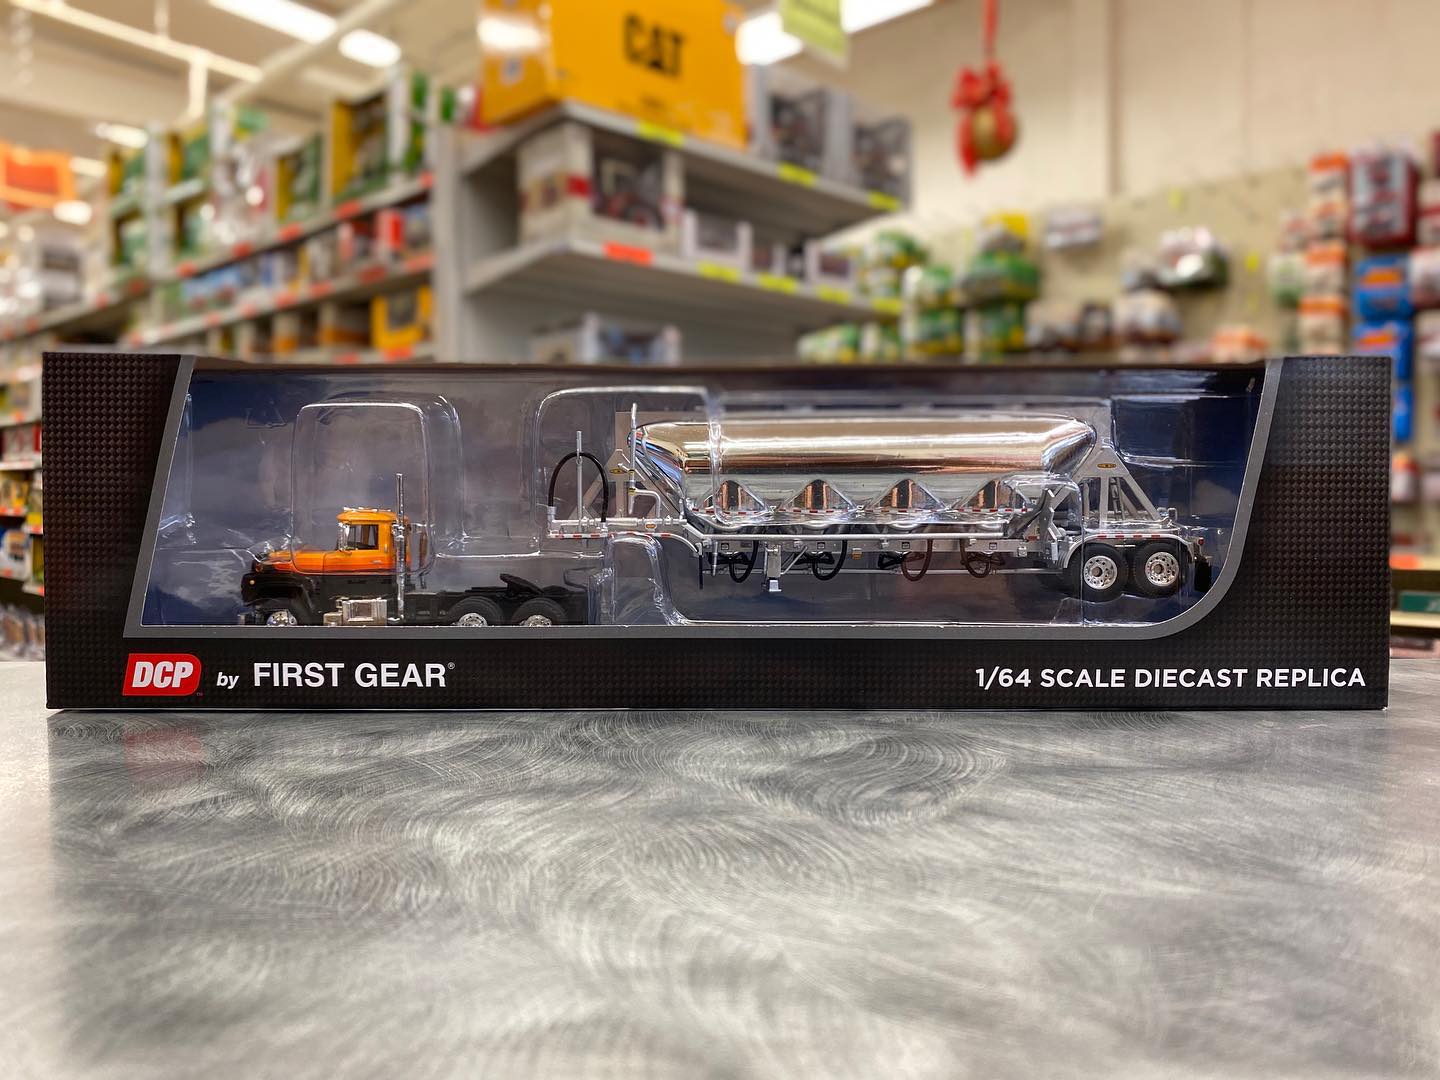 CAT
DCP by FIRST GEAR®
1/64 SCALE DIECAST REPLICA